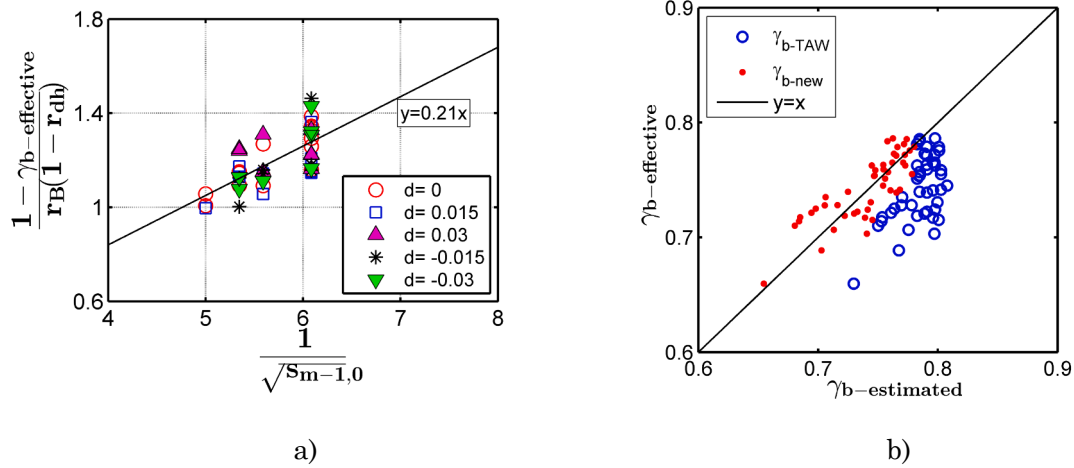 1.8
1.4
1
0.6
4 5 6 7 8
1 − γb−effective
rB(1 − rdh)
1
√sm−1,0
y=0.21x
d= 0
d= 0.015
d= 0.03
d= -0.015
d= -0.03
a)
0.9
0.8
0.7
0.6
0.6 0.7 0.8 0.9
γb−effective
γb−estimated
γb-TAW
γb-new
y=x
b)